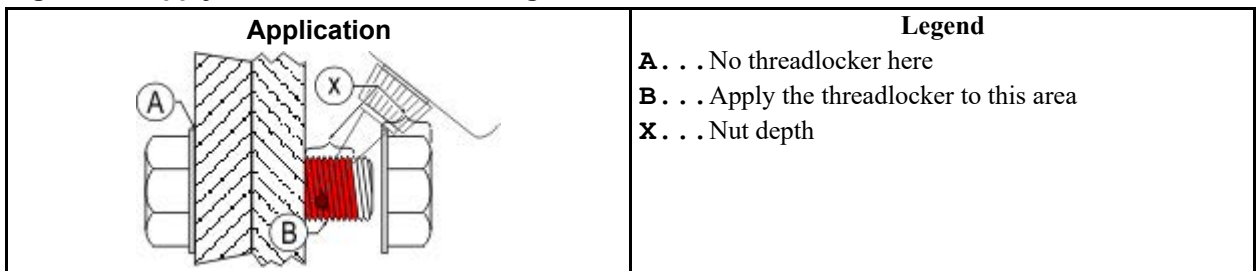 Application
Legend
A...No threadlocker here
B...Apply the threadlocker to this area
X...Nut depth
A
X
B